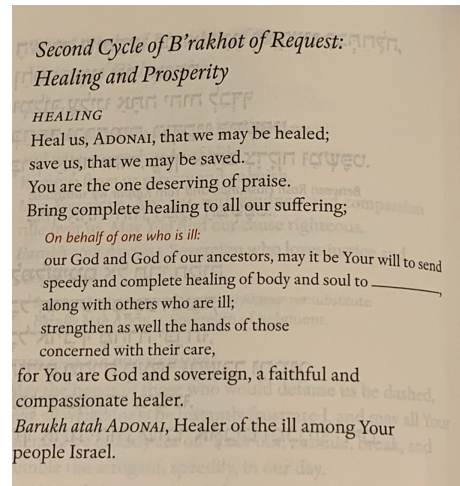 Second Cycle of B'rakhot of Request:
Healing and Prosperity
HEALING
Heal us, ADONAI, that we may be healed;
save us, that we may be saved.
You are the one deserving of praise.
Bring complete healing to all our suffering;
On behalf of one who is ill:
our God and God of our ancestors, may it be Your will to send
speedy and complete healing of body and soul to ________,
along with others who are ill;
strengthen as well the hands of those
concerned with their care,
for You are God and sovereign, a faithful and
compassionate healer.
Barukh atah ADONAI, Healer of the ill among Your
people Israel.